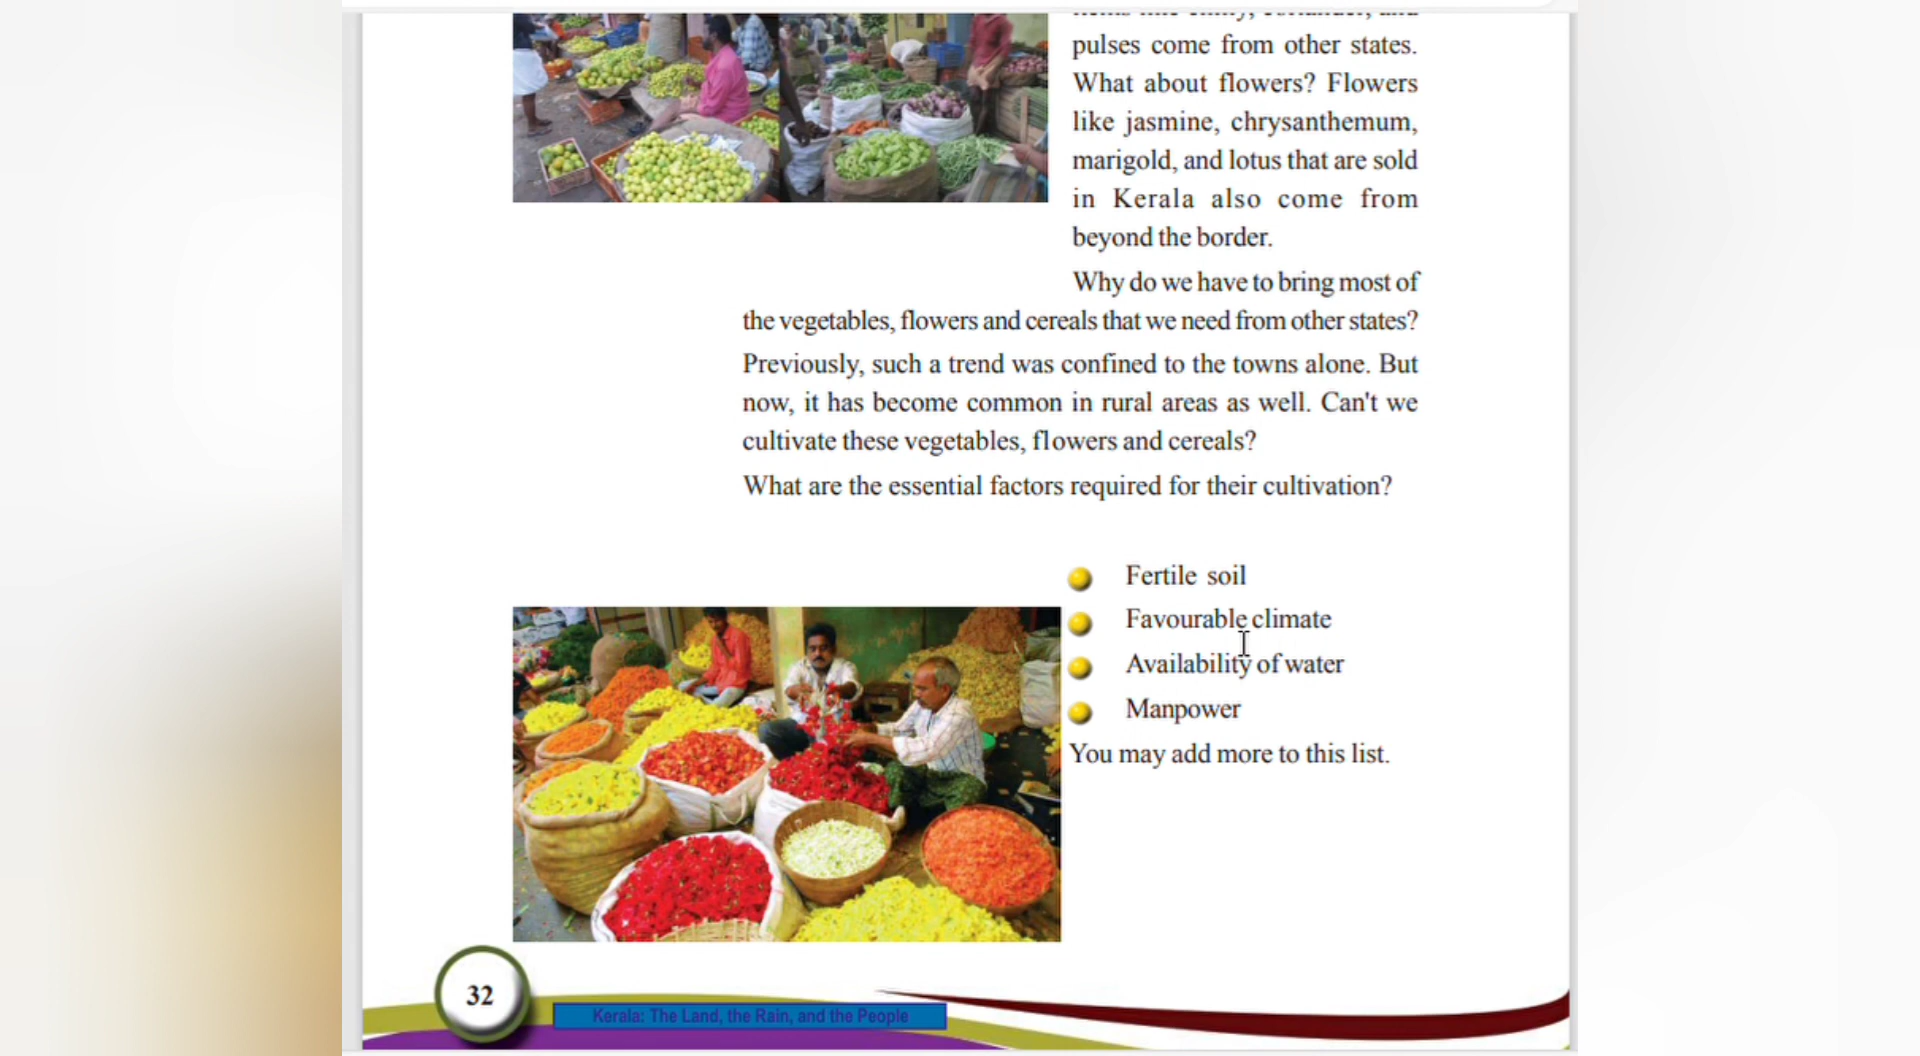 pulses come from other states.
What about flowers? Flowers
like jasmine, chrysanthemum,
marigold, and lotus that are sold
in Kerala also come from
beyond the border.
Why do we have to bring most of
the vegetables, flowers and cereals that we need from other states?
Previously, such a trend was confined to the towns alone. But
now, it has become common in rural areas as well. Can't we
cultivate these vegetables, flowers and cereals?
What are the essential factors required for their cultivation?
Fertile soil
Favourable climate
Availability of water
Manpower
You may add more to this list.
32
Kerala: The Land, the Rain, and the People